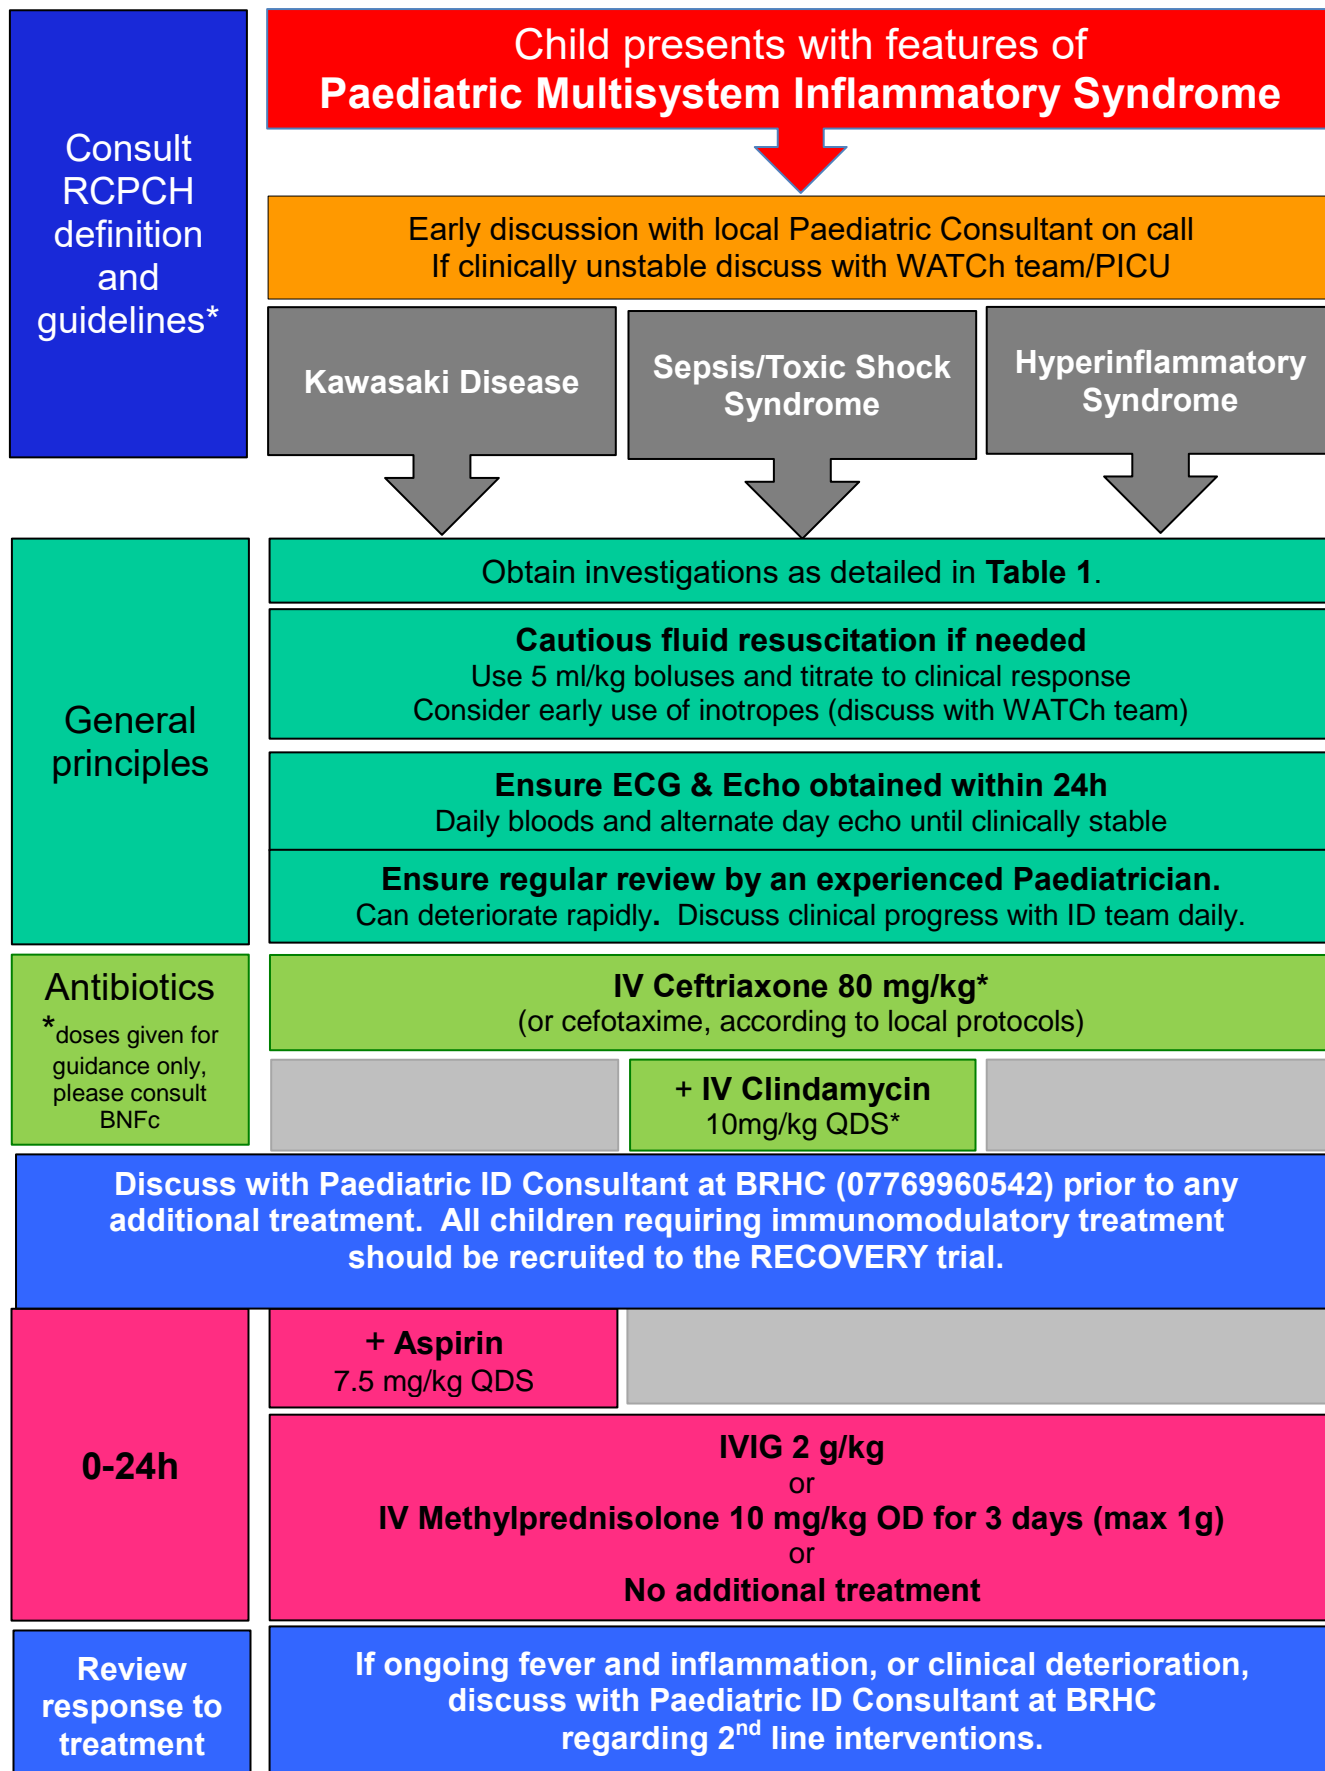 Consult
RCPCH
definition
and
guidelines*
Child presents with features of
Paediatric Multisystem Inflammatory Syndrome
Early discussion with local Paediatric Consultant on call
If clinically unstable discuss with WATCh team/PICU
Kawasaki Disease
Sepsis/Toxic Shock
Syndrome
Hyperinflammatory
Syndrome
General
principles
Obtain investigations as detailed in Table 1.
Cautious fluid resuscitation if needed
Use 5 ml/kg boluses and titrate to clinical response
Consider early use of inotropes (discuss with WATCh team)
Ensure ECG & Echo obtained within 24h
Daily bloods and alternate day echo until clinically stable
Ensure regular review by an experienced Paediatrician.
Can deteriorate rapidly. Discuss clinical progress with ID team daily.
Antibiotics
*doses given for
guidance only,
please consult
BNFc
IV Ceftriaxone 80 mg/kg*
(or cefotaxime, according to local protocols)
+ IV Clindamycin
10mg/kg QDS*
Discuss with Paediatric ID Consultant at BRHC (07769960542) prior to any
additional treatment. All children requiring immunomodulatory treatment
should be recruited to the RECOVERY trial.
0-24h
+ Aspirin
7.5 mg/kg QDS
IVIG 2 g/kg
or
IV Methylprednisolone 10 mg/kg OD for 3 days (max 1g)
or
No additional treatment
Review
response to
treatment
If ongoing fever and inflammation, or clinical deterioration,
discuss with Paediatric ID Consultant at BRHC
regarding 2nd line interventions.